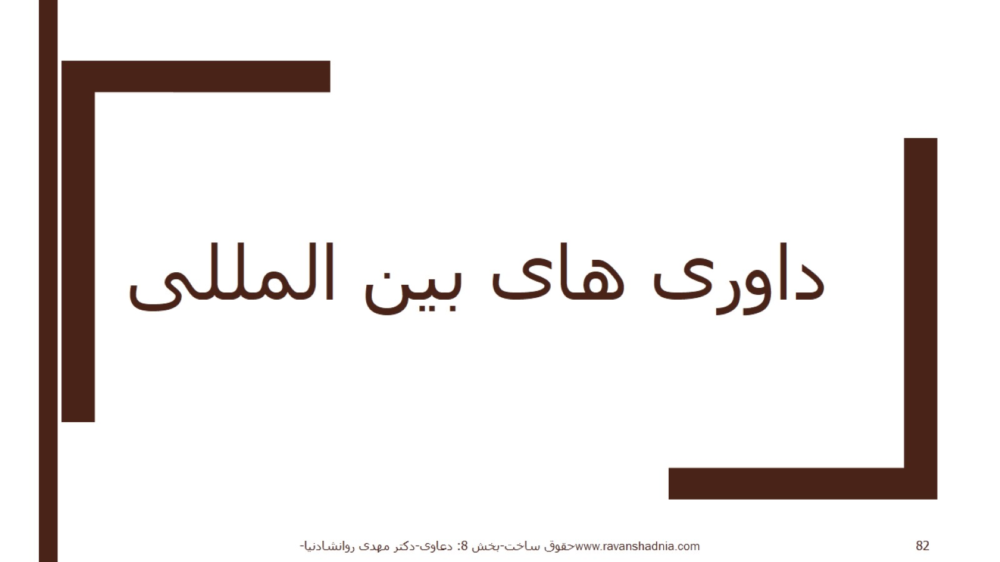 داوری های بین المللی
حقوق ساخت-بخش 8: دعاوی-دکتر مهدی روانشادنیا-www.ravanshadnia.com
82